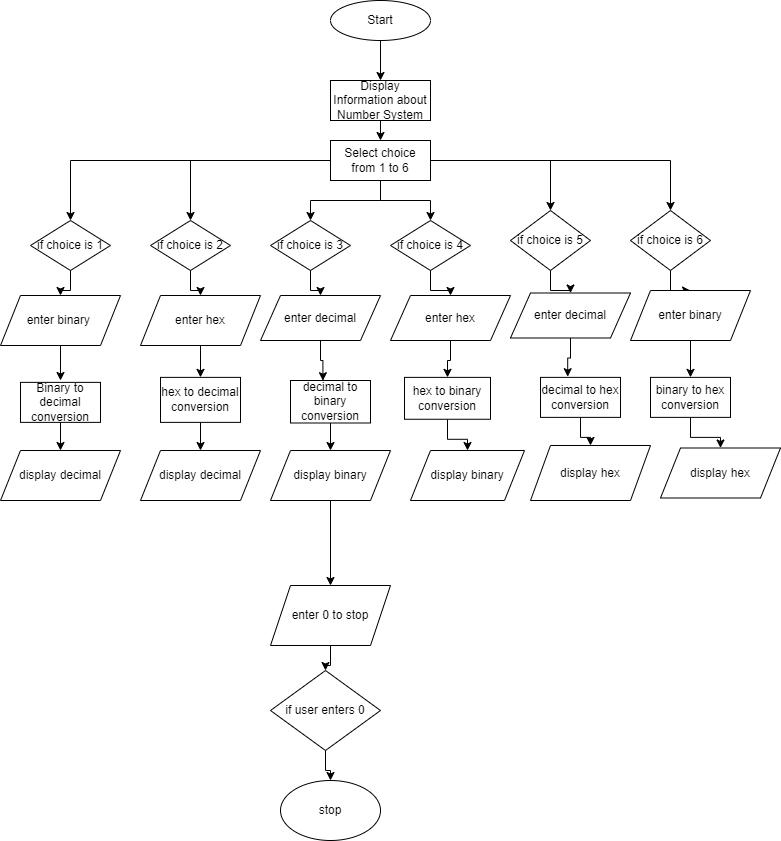 Start
Display
Information about
Number System
Select choice
from 1 to 6
if choice is 1
if choice is 2
if choice is 3
if choice is 4
if choice is 5
if choice is 6
enter binary
enter hex
enter decimal
enter hex
enter decimal
enter binary
Binary to
decimal
conversion
hex to decimal
conversion
decimal to
binary
conversion
hex to binary
conversion
decimal to hex
conversion
binary to hex
conversion
display decimal
display decimal
display binary
display binary
display hex
display hex
enter 0 to stop
if user enters 0
stop